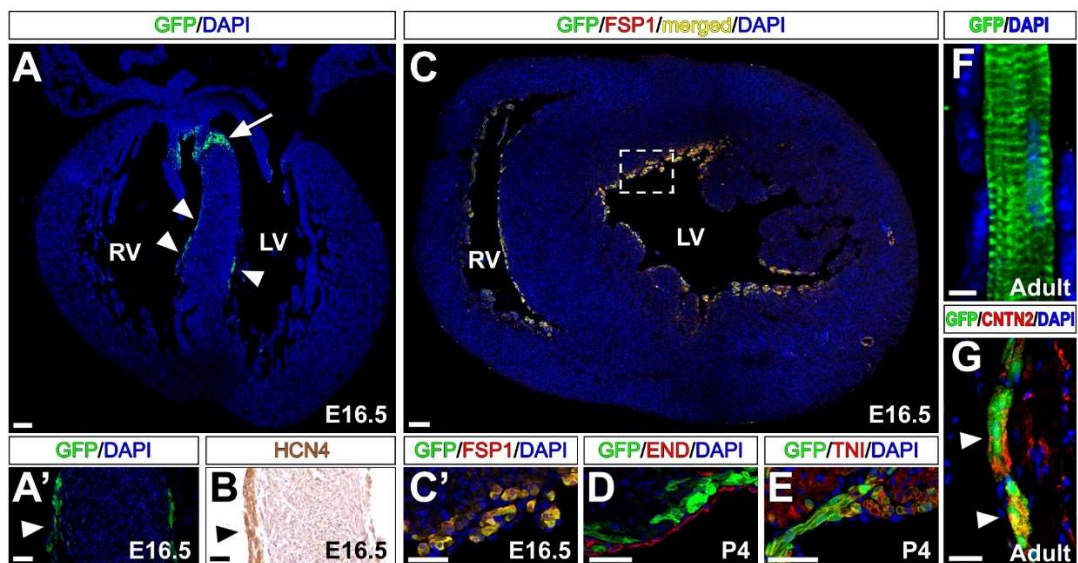 GFP/DAPI
A
RV
LV
E16.5
GFP/FSP1/merged/DAPI
C
RV
LV
E16.5
GFP/DAPI
F
Adult
GFP/CNTN2/DAPI
G
Adult
GFP/DAPI
A'
E16.5
HCN4
B
E16.5
GFP/FSP1/DAPI
C'
E16.5
GFP/END/DAPI
D
P4
GFP/TNI/DAPI
E
P4